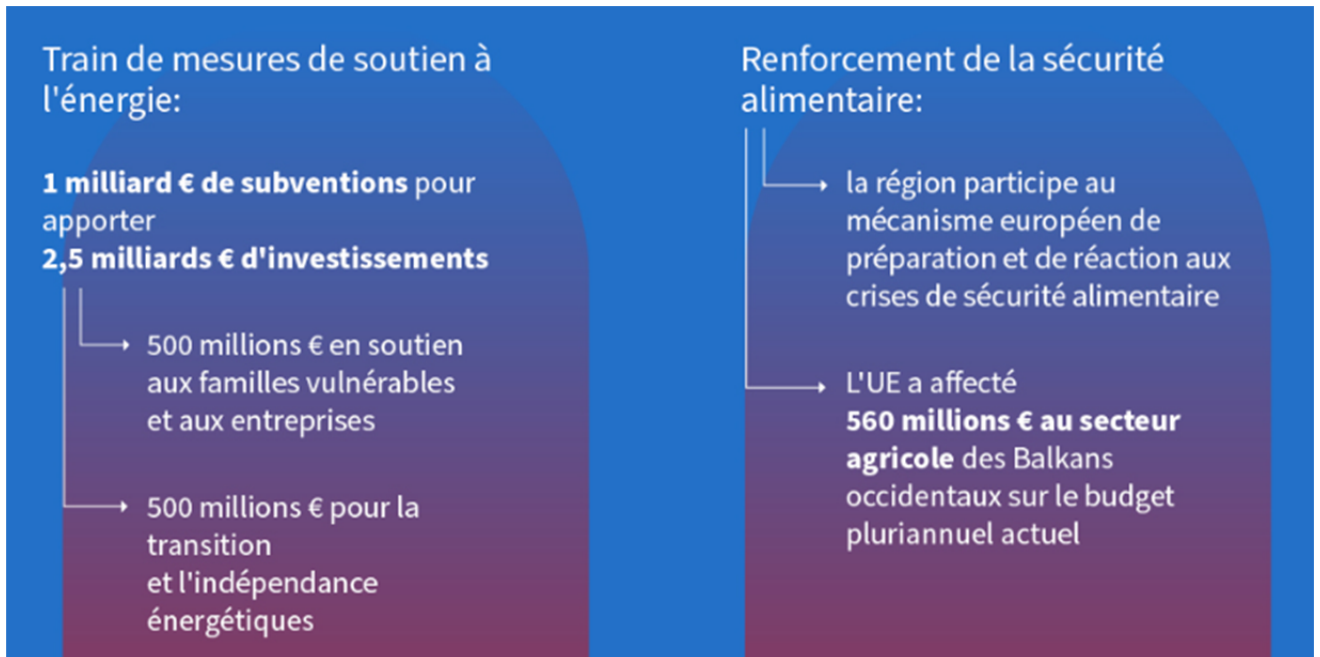 Train de mesures de soutien à
l'énergie:
1 milliard € de subventions pour
apporter
2,5 milliards € d'investissements
500 millions € en soutien
aux familles vulnérables
et aux entreprises
500 millions € pour la
transition
et l'indépendance
énergétiques
Renforcement de la sécurité
alimentaire:
la région participe au
mécanisme européen de
préparation et de réaction aux
crises de sécurité alimentaire
L'UE a affecté
560 millions € au secteur
agricole des Balkans
occidentaux sur le budget
pluriannuel actuel